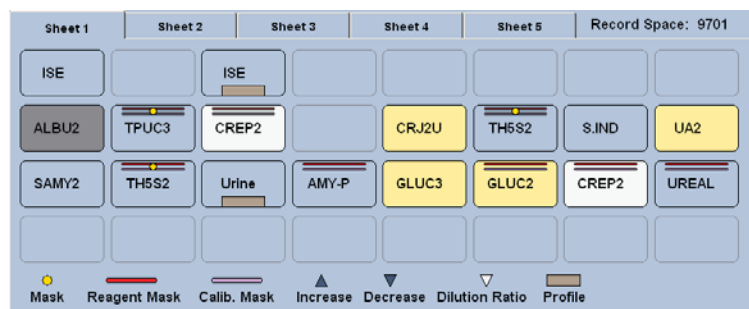 Sheet 1 Sheet 2 Sheet 3 Sheet 4 Sheet 5 Record Space: 9701
ISE ISE
ALBU2 TPUC3 CREP2 CRJ2U TH5S2 S.IND UA2
SAMY2 TH5S2 Urine AMY-P GLUC3 GLUC2 CREP2 UREAL
Mask Reagent Mask Calib. Mask Increase Decrease Dilution Ratio Profile